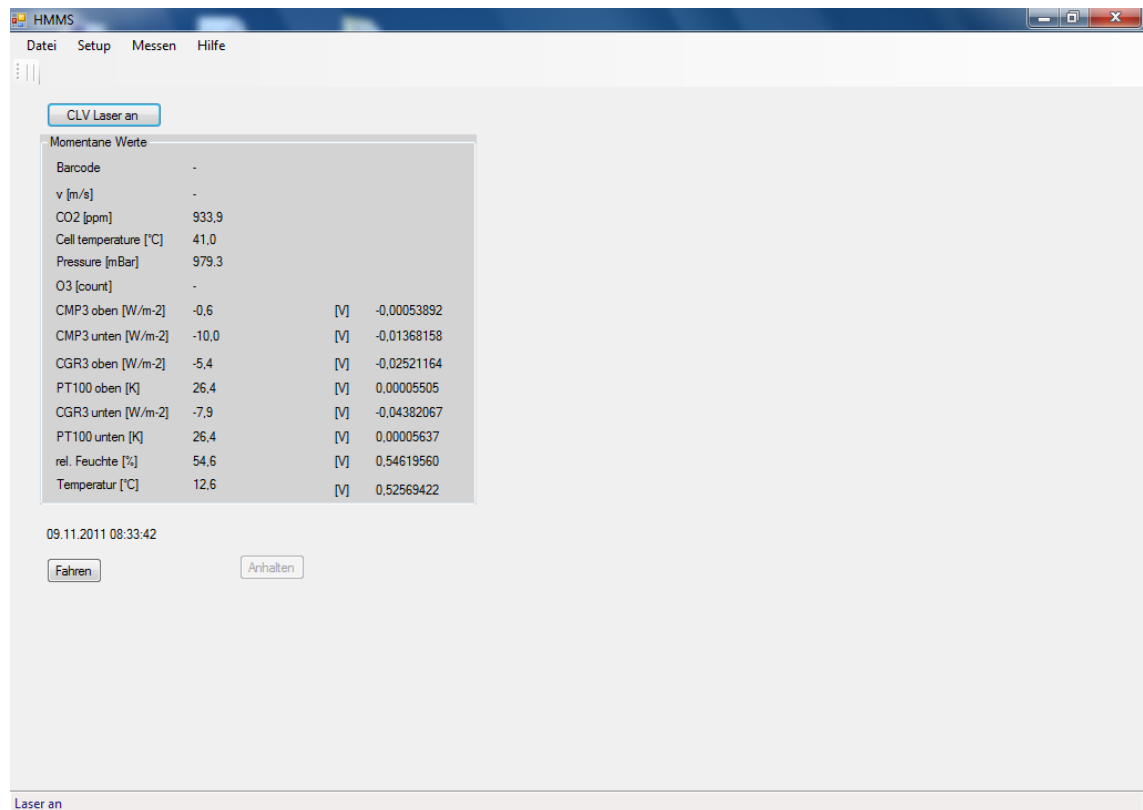 HMMS
Datei Setup Messen Hilfe
CLV Laser an
Momentane Werte
Barcode -
v [m/s] -
CO2 [ppm] 933,9
Cell temperature [°C] 41,0
Pressure [mBar] 979.3
O3 [count] -
CMP3 oben [W/m-2] -0,6 [V] -0,00053892
CMP3 unten [W/m-2] -10,0 [V] -0,01368158
CGR3 oben [W/m-2] -5,4 [V] -0,02521164
PT100 oben [K] 26,4 [V] 0,00005505
CGR3 unten [W/m-2] -7,9 [V] -0,04382067
PT100 unten [K] 26,4 [V] 0,00005637
rel. Feuchte [%] 54,6 [V] 0,54619560
Temperatur [°C] 12,6 [V] 0,52569422
09.11.2011 08:33:42
Fahren Anhalten
Laser an